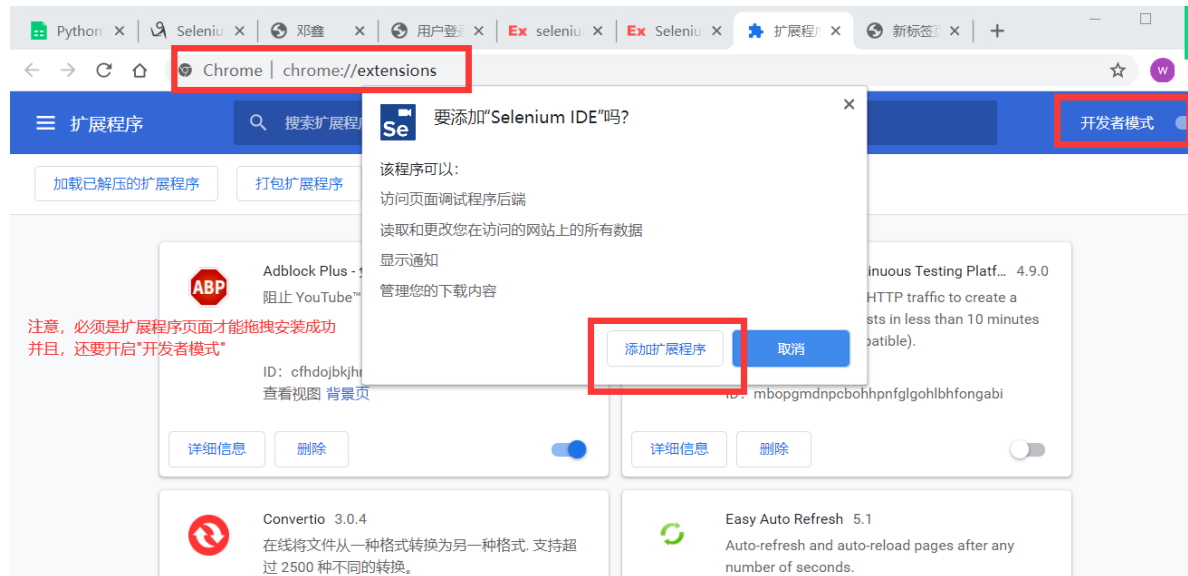 Python
Seleniu
邓鑫
用户登
Ex seleniu
Ex Seleniu
扩展程序
新标签页
Chrome | chrome://extensions
W
扩展程序
搜索扩展程
开发者模式
加载已解压的扩展程序
打包扩展程序
Se
要添加"Selenium IDE"吗?
该程序可以:
访问页面调试程序后端
读取和更改您在访问的网站上的所有数据
显示通知
管理您的下载内容
添加扩展程序
取消
ABP
Adblock Plus -
阻止 YouTube™
注意，必须是扩展程序页面才能拖拽安装成功
并且，还要开启"开发者模式"
ID: cfhdojbkjhn
查看视图 背景页
详细信息
删除
inuous Testing Platf... 4.9.0
HTTP traffic to create a
sts in less than 10 minutes
patible).
ID: mbopgmdnpcbohhpnfglgohlbhfongabi
详细信息
删除
Convertio 3.0.4
在线将文件从一种格式转换为另一种格式. 支持超
过 2500 种不同的转换。
Easy Auto Refresh 5.1
Auto-refresh and auto-reload pages after any
number of seconds.